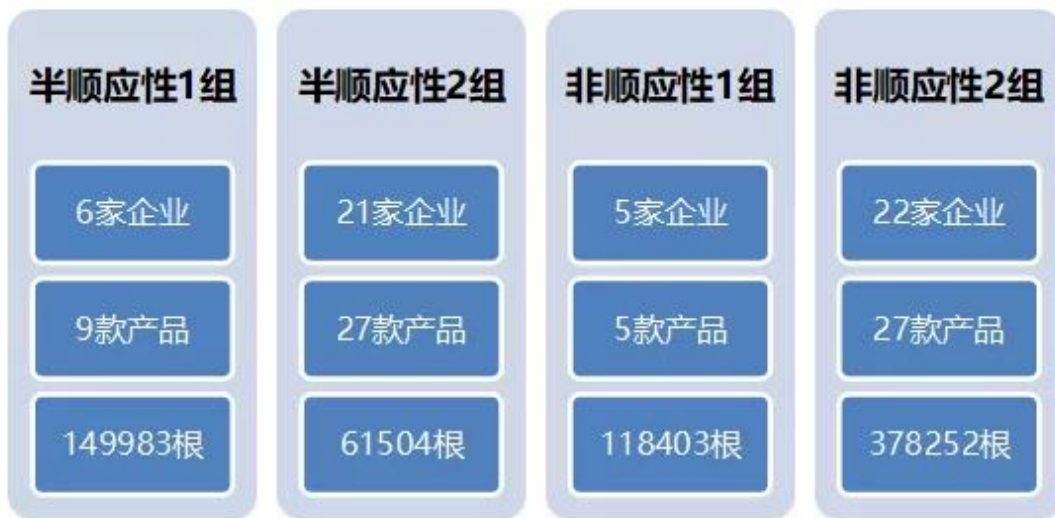 半顺应性1组
6家企业
9款产品
149983根
半顺应性2组
21家企业
27款产品
61504根
非顺应性1组
5家企业
5款产品
118403根
非顺应性2组
22家企业
27款产品
378252根